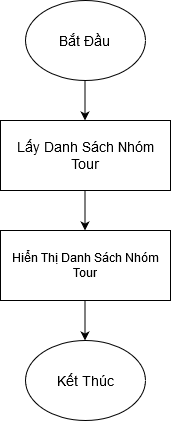 Bắt Đầu
Lấy Danh Sách Nhóm
Tour
Hiển Thị Danh Sách Nhóm
Tour
Kết Thúc